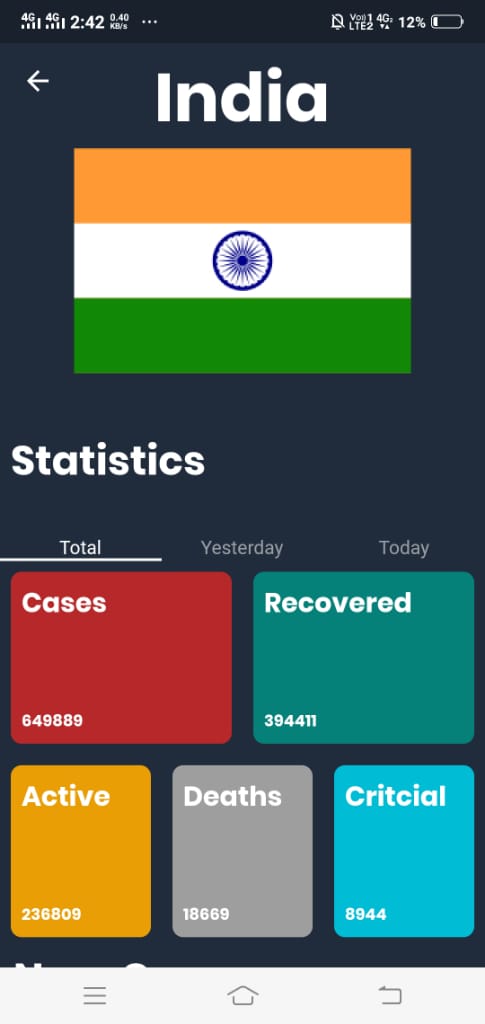 4G 4G 2:42 0.40 KB/s ... Vo)) 1 LTE2 4G 12%
India
Statistics
Total Yesterday Today
Cases Recovered
649889 394411
Active Deaths Critcial
236809 18669 8944